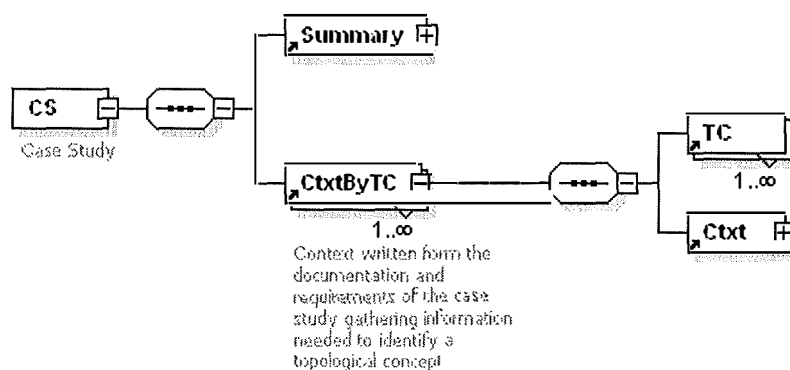 Summary
CS
Case Study
TC
1..∞
CtxtByTC
1..∞
Ctxt
Context written form the
documentation and
requirements of the case
study gathering information
needed to identify a
topological concept